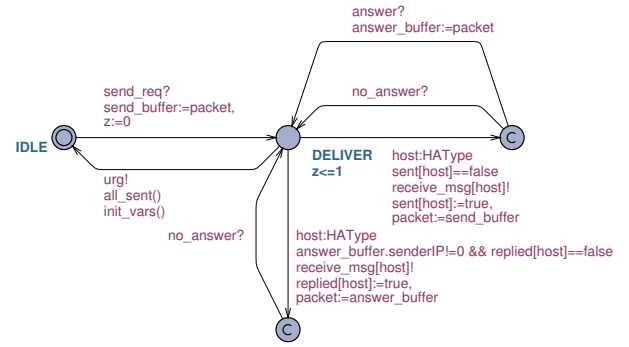 answer?
answer_buffer:=packet
send_req?
send_buffer:=packet,
z:=0
no_answer?
IDLE
C
DELIVER
z<=1
host:HAType
sent[host]==false
receive_msg[host]!
sent[host]:=true,
packet:=send_buffer
urg!
all_sent()
init_vars()
no_answer?
host:HAType
answer_buffer.senderIP!=0 && replied[host]==false
receive_msg[host]!
replied[host]:=true,
packet:=answer_buffer
C